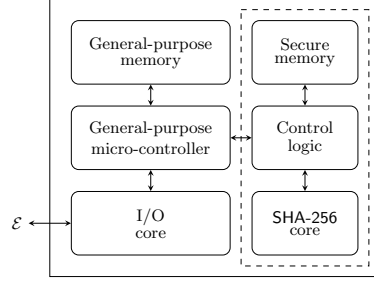 General-purpose
memory
Secure
memory
General-purpose
micro-controller
Control
logic
ℰ
I/O
core
SHA-256
core